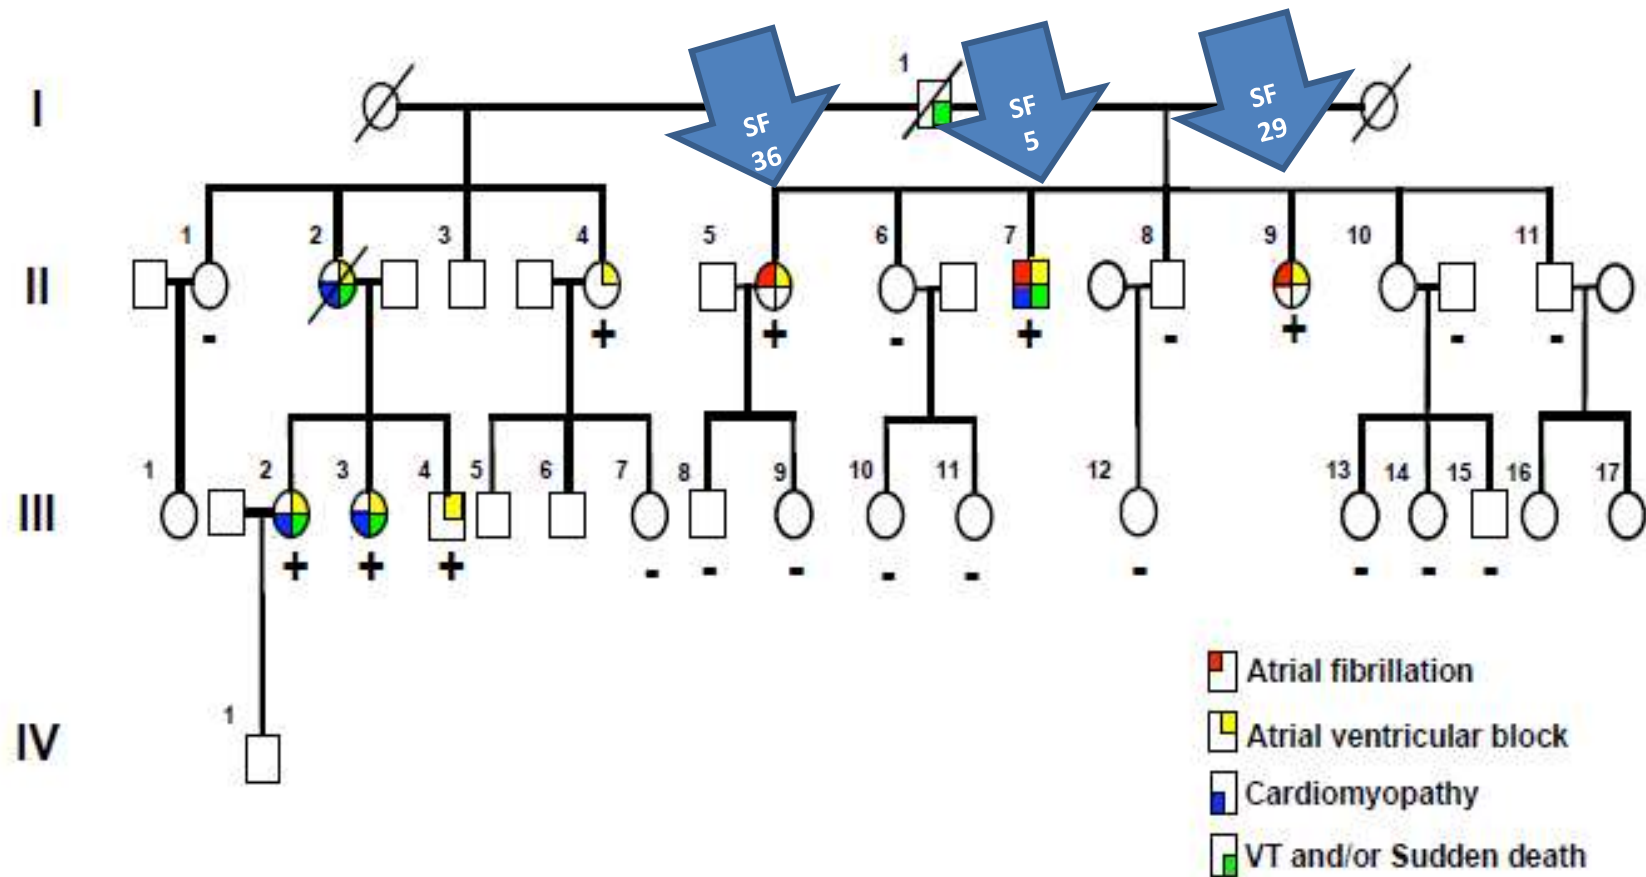 I
1
SF
36
SF
5
SF
29
II
1 2 3 4 5 6 7 8 9 10 11
- + + - + - + - -
III
1 2 3 4 5 6 7 8 9 10 11 12 13 14 15 16 17
+ + + - - - - - - - - -
IV
1
Atrial fibrillation
Atrial ventricular block
Cardiomyopathy
VT and/or Sudden death